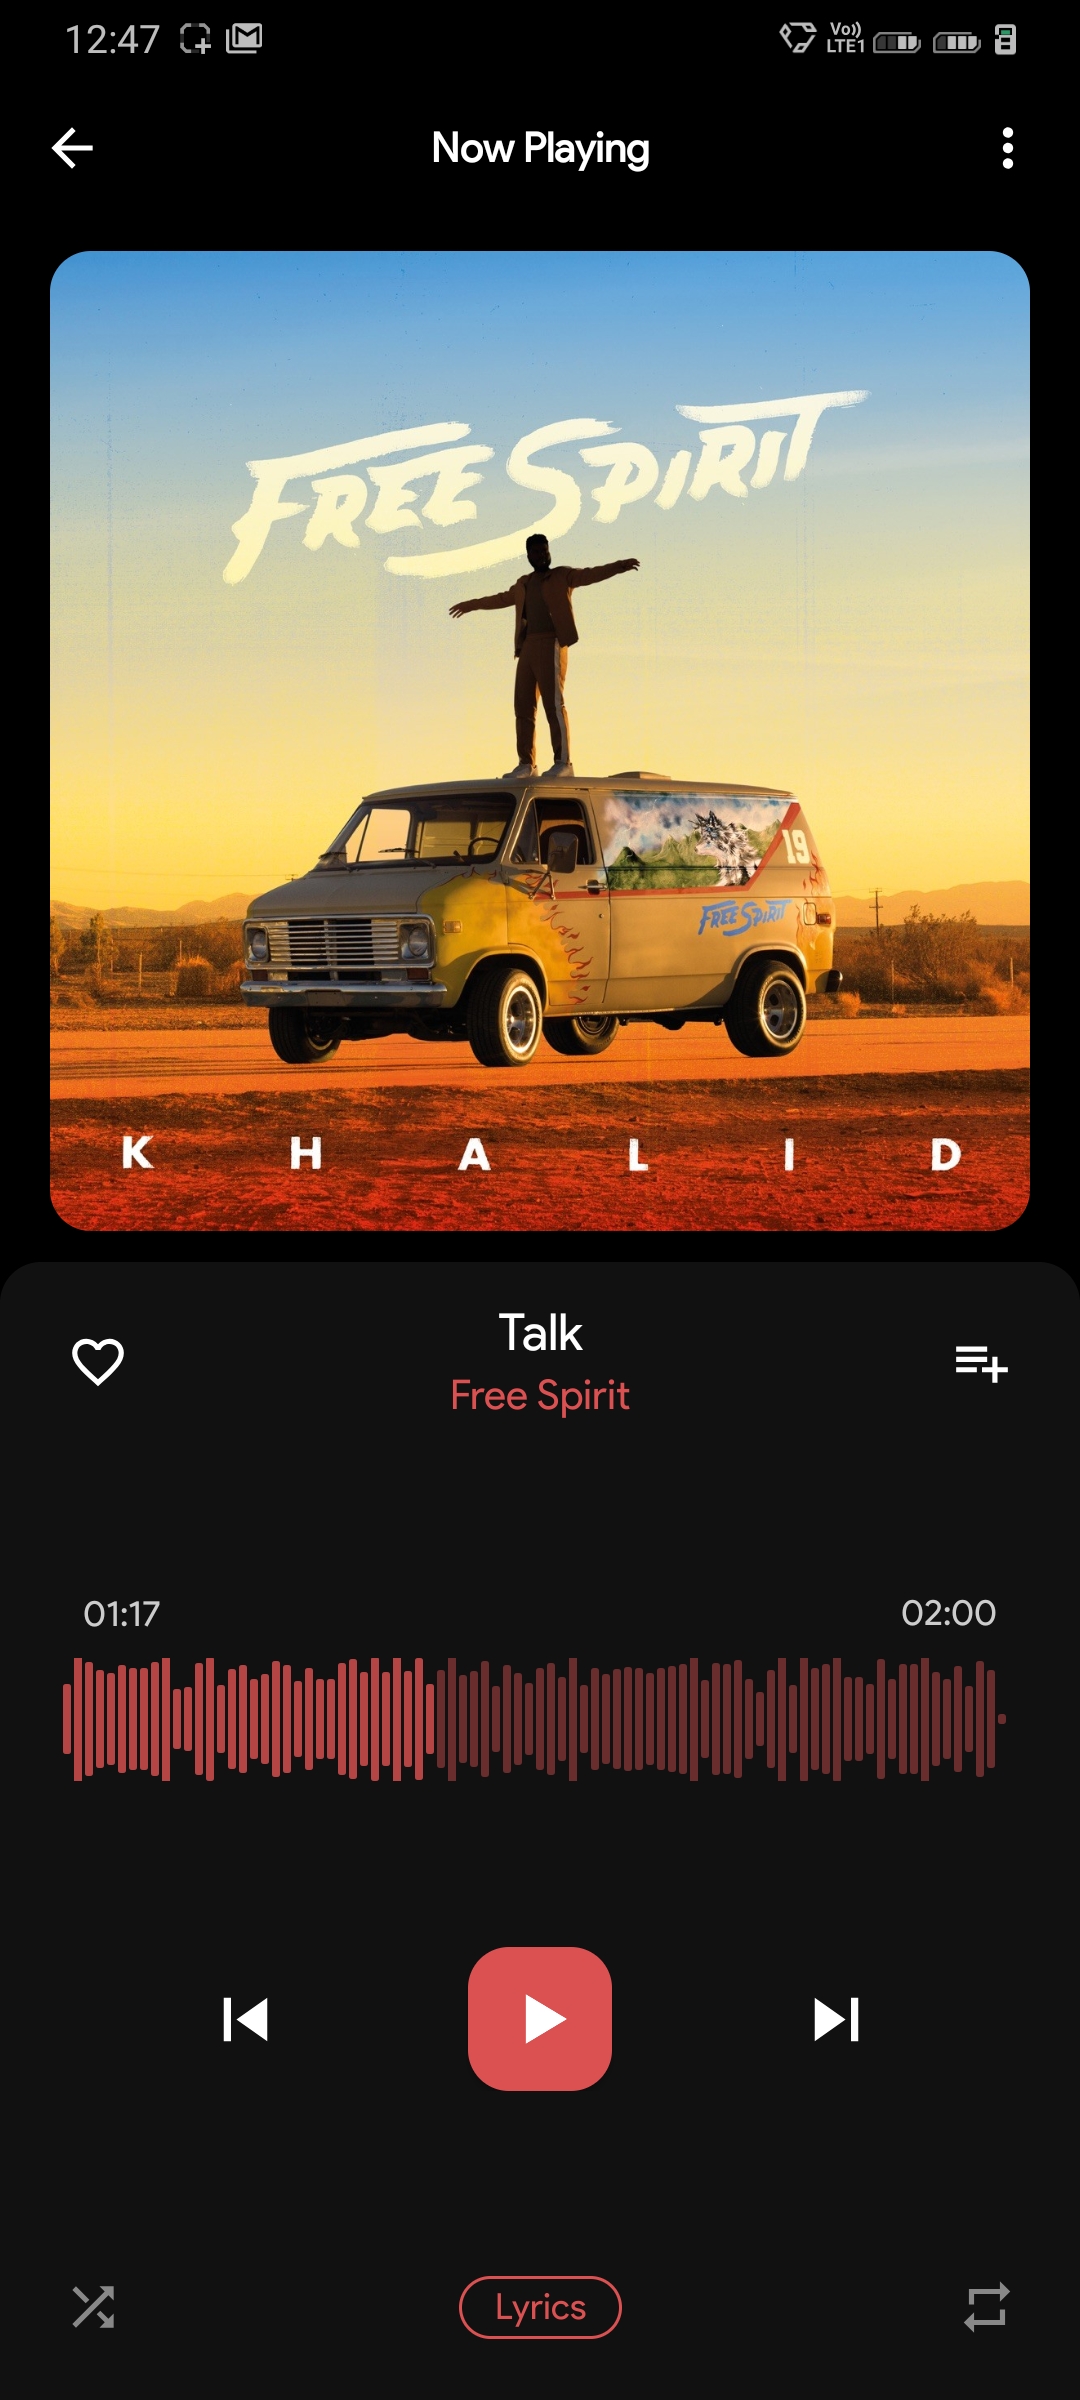 12:47
Vo))
LTE1
Now Playing
FREE SPIRIT
19
FREE SPIRIT
K H A L I D
Talk
Free Spirit
01:17
02:00
Lyrics